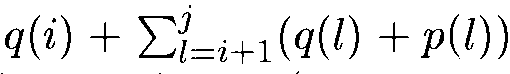 q(i) + \sum_{l=i+1}^{j}(q(l) + p(l))